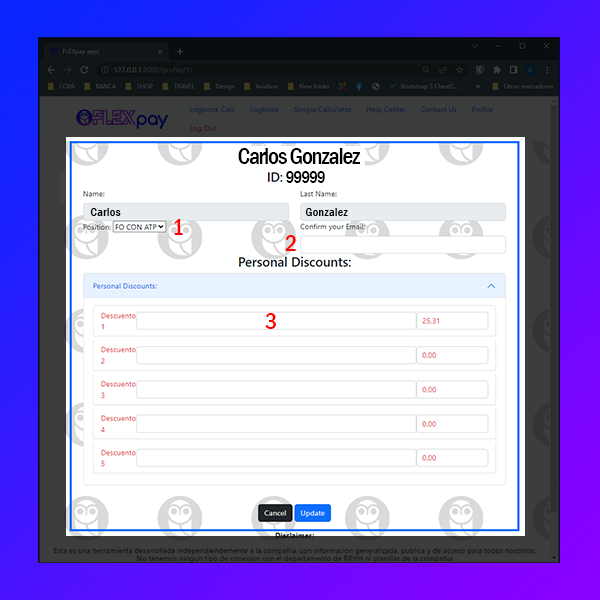 FLEXpay app!
127.0.0.1:8000/profile/1/
COPA BANCA SHOP TRAVEL Design Aviation New folder Bootstrap 5 CheatS... » Otros marcadores
FLEXpay
Logbook Calc Logbook Simple Calculator Help Center Contact Us Profile
Log Out
Carlos Gonzalez
ID: 99999
Name: Last Name:
Carlos Gonzalez
Position: FO CON ATP 1 Confirm your Email:
2
Personal Discounts:
Personal Discounts:
Descuento 3 25.31
1
Descuento 0.00
2
Descuento 0.00
3
Descuento 0.00
4
Descuento 0.00
5
Cancel Update
Disclaimer:
Esta es una herramienta desarrollada independiendemente a la compañia, con informacion generalizada, publica y de acceso para todos nosotros.
No tenemos ningun tipo de conexion con el departamento de RRHH ni planillas de la compañia